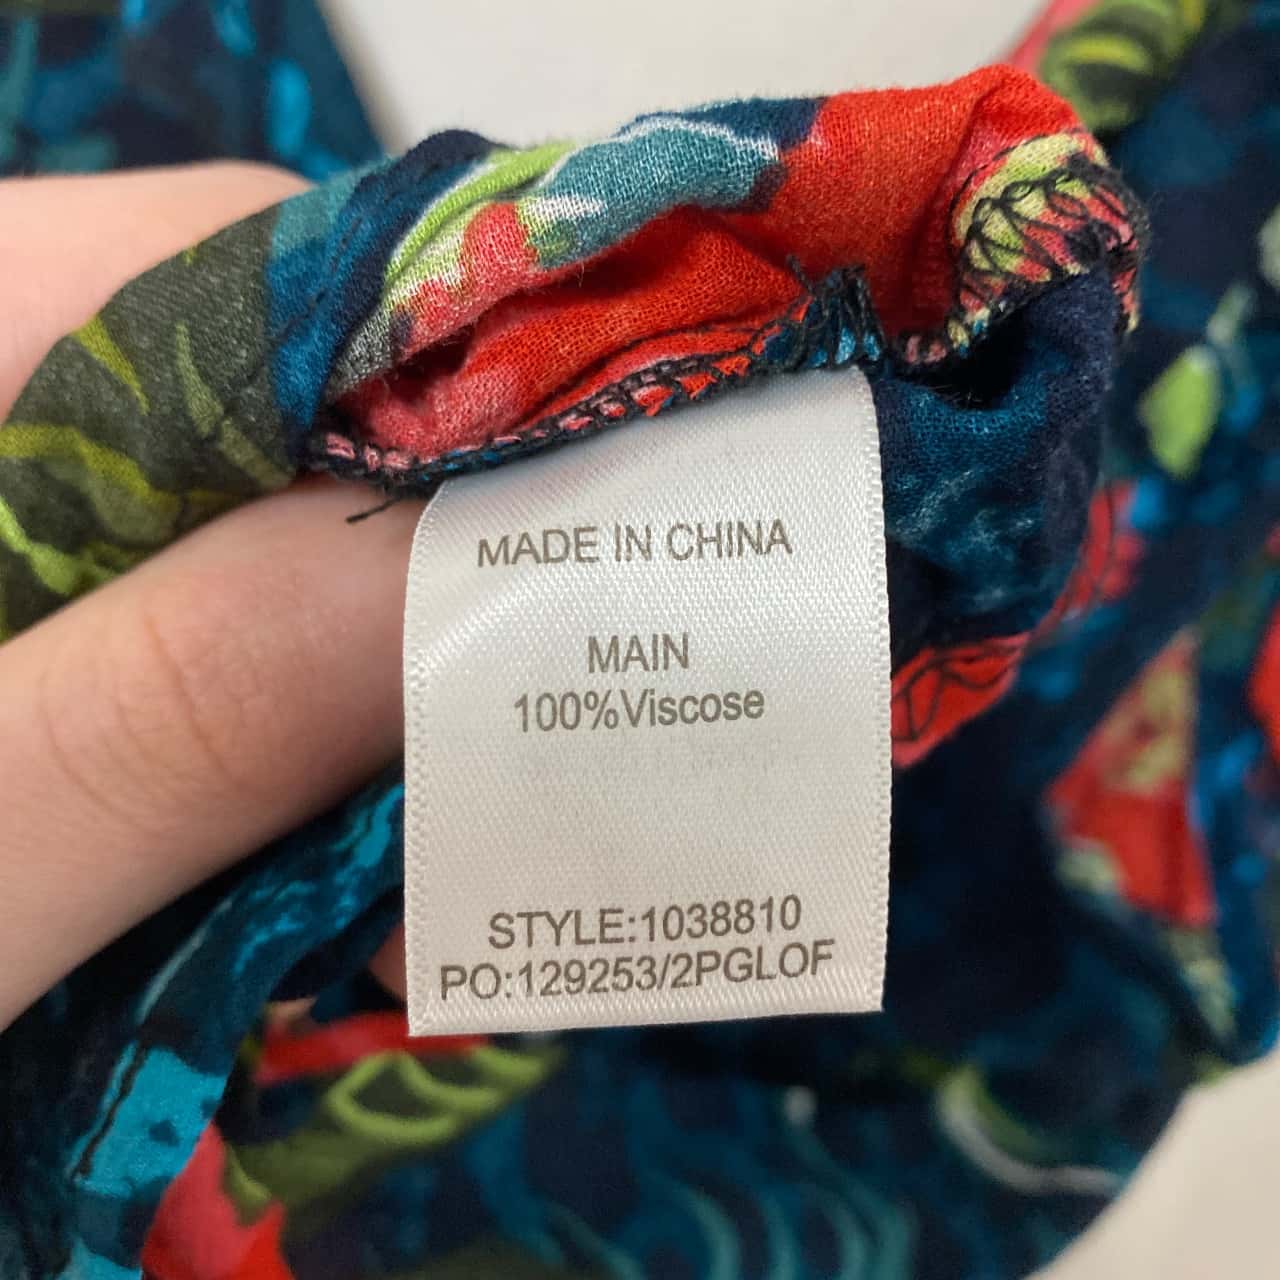 MADE IN CHINA
MAIN
100%Viscose
STYLE:1038810
PO:129253/2PGLOF